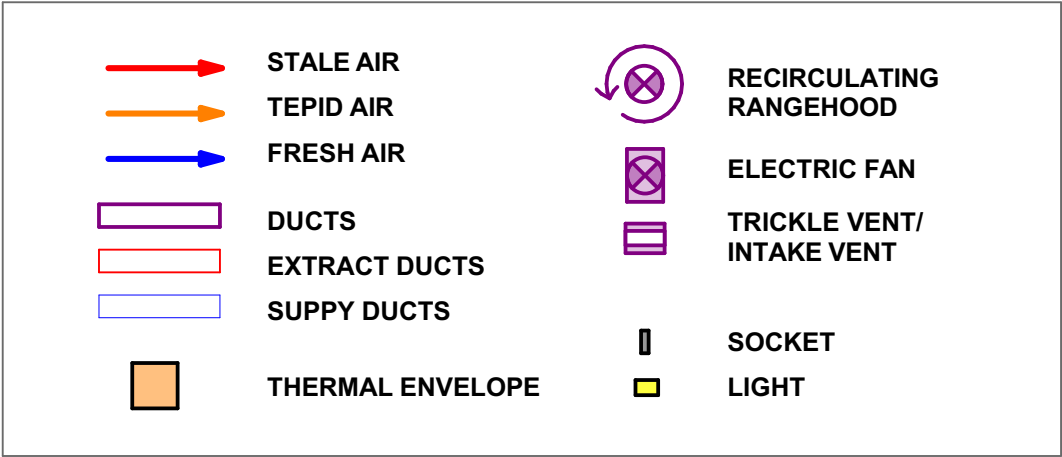 STALE AIR
TEPID AIR
FRESH AIR
DUCTS
EXTRACT DUCTS
SUPPY DUCTS
THERMAL ENVELOPE
RECIRCULATING
RANGEHOOD
ELECTRIC FAN
TRICKLE VENT/
INTAKE VENT
SOCKET
LIGHT